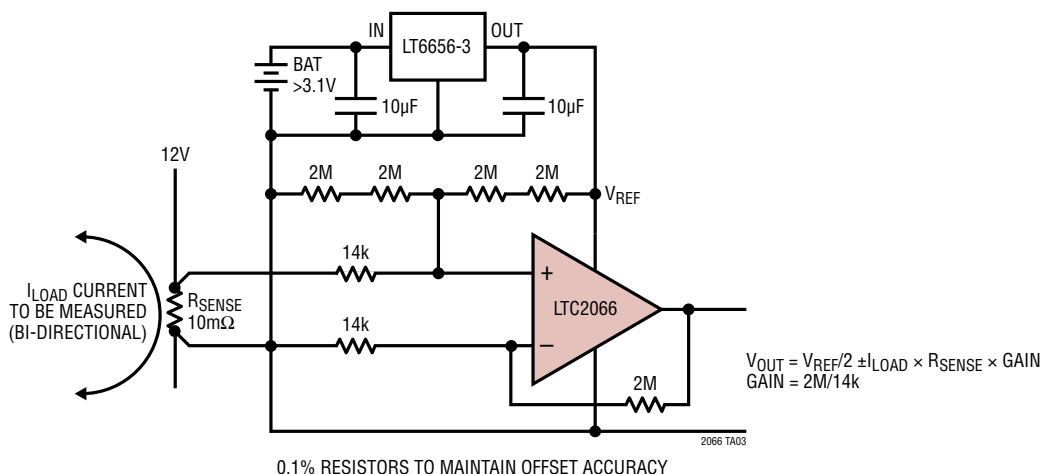 IN
LT6656-3
OUT
BAT
>3.1V
10µF
10µF
12V
2M
2M
2M
2M
VREF
14k
ILOAD CURRENT
TO BE MEASURED
(BI-DIRECTIONAL)
RSENSE
10mΩ
+
LTC2066
14k
–
2M
VOUT = VREF/2 ±ILOAD × RSENSE × GAIN
GAIN = 2M/14k
2066 TA03
0.1% RESISTORS TO MAINTAIN OFFSET ACCURACY